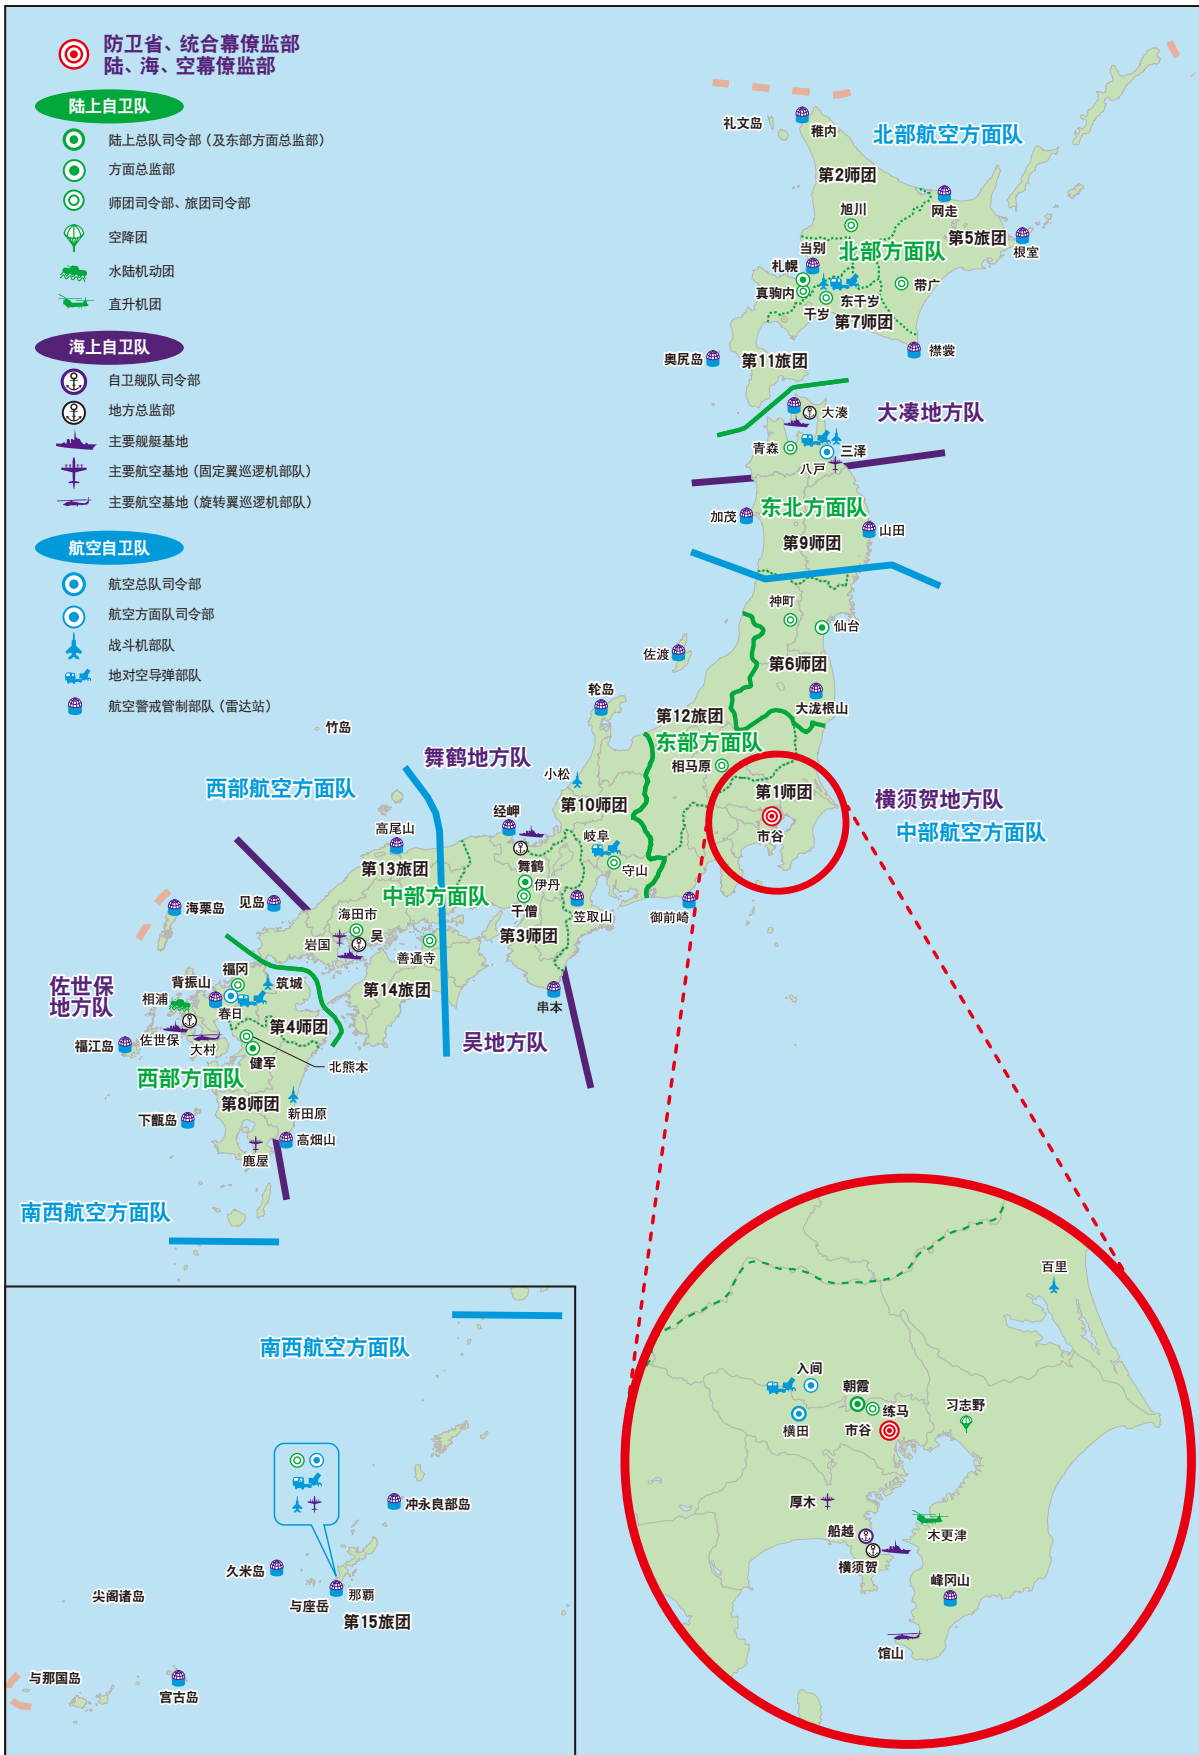 防卫省、统合幕僚监部
陆、海、空幕僚监部
陆上自卫队
陆上总队司令部（及东部方面总监部）
方面总监部
师团司令部、旅团司令部
空降团
水陆机动团
直升机团
海上自卫队
自卫舰队司令部
地方总监部
主要舰艇基地
主要航空基地（固定翼巡逻机部队）
主要航空基地（旋转翼巡逻机部队）
航空自卫队
航空总队司令部
航空方面队司令部
战斗机部队
地对空导弹部队
航空警戒管制部队（雷达站）
礼文岛
稚内
北部航空方面队
第2师团
网走
旭川
第5旅团
根室
当别
北部方面队
札幌
带广
真驹内
东千岁
千岁
第7师团
襟裳
奥尻岛
第11旅团
大凑
大凑地方队
青森
三泽
八户
东北方面队
加茂
山田
第9师团
神町
仙台
佐渡
第6师团
轮岛
大泷根山
第12旅团
竹岛
东部方面队
舞鹤地方队
相马原
小松
西部航空方面队
第1师团
横须贺地方队
第10师团
经岬
中部航空方面队
高尾山
岐阜
市谷
第13旅团
舞鹤
守山
中部方面队
伊丹
千僧
海栗岛
见岛
海田市
笠取山
御前崎
岩国
吴
第3师团
善通寺
福冈
背振山
筑城
佐世保
地方队
相浦
第14旅团
串本
春日
第4师团
佐世保
大村
福江岛
吴地方队
健军
北熊本
西部方面队
第8师团
新田原
下甑岛
高畑山
鹿屋
南西航空方面队
百里
南西航空方面队
入间
朝霞
练马
习志野
横田
市谷
厚木
冲永良部岛
船越
木更津
横须贺
久米岛
峰冈山
尖阁诸岛
与座岳
那霸
第15旅团
馆山
与那国岛
宫古岛